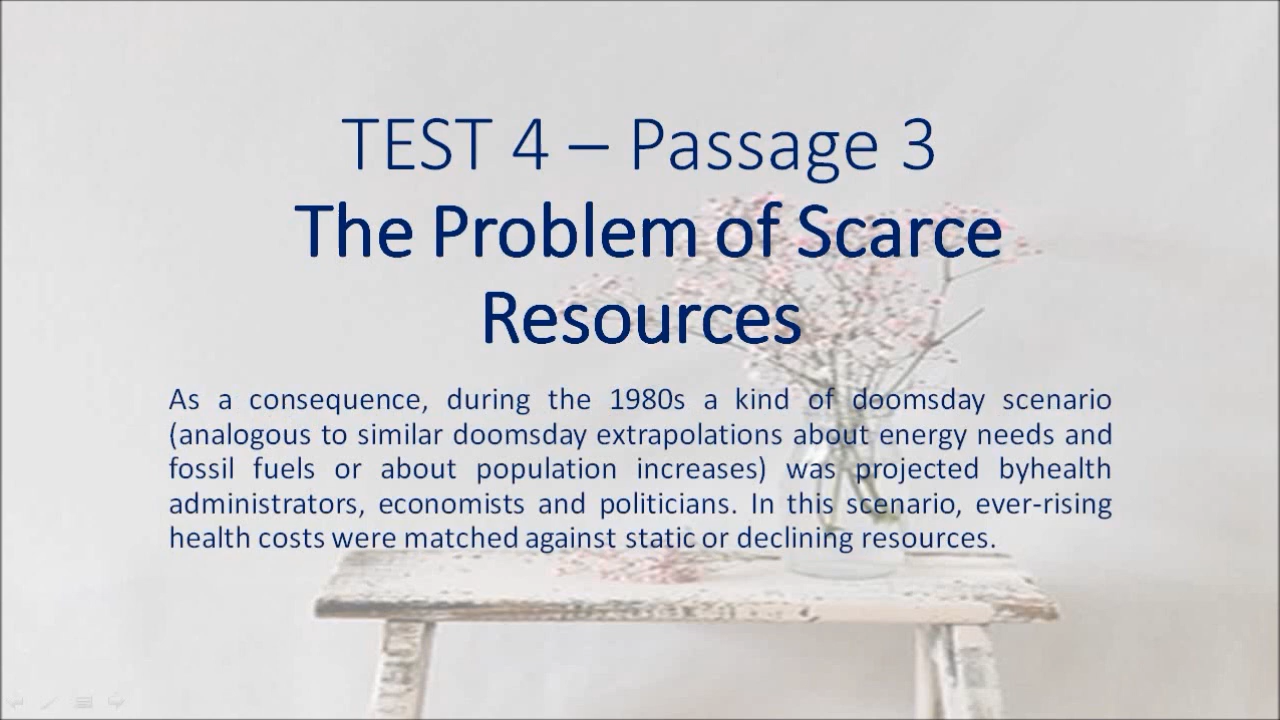 TEST 4 – Passage 3
The Problem of Scarce
Resources
As a consequence, during the 1980s a kind of doomsday scenario
(analogous to similar doomsday extrapolations about energy needs and
fossil fuels or about population increases) was projected byhealth
administrators, economists and politicians. In this scenario, ever-rising
health costs were matched against static or declining resources.